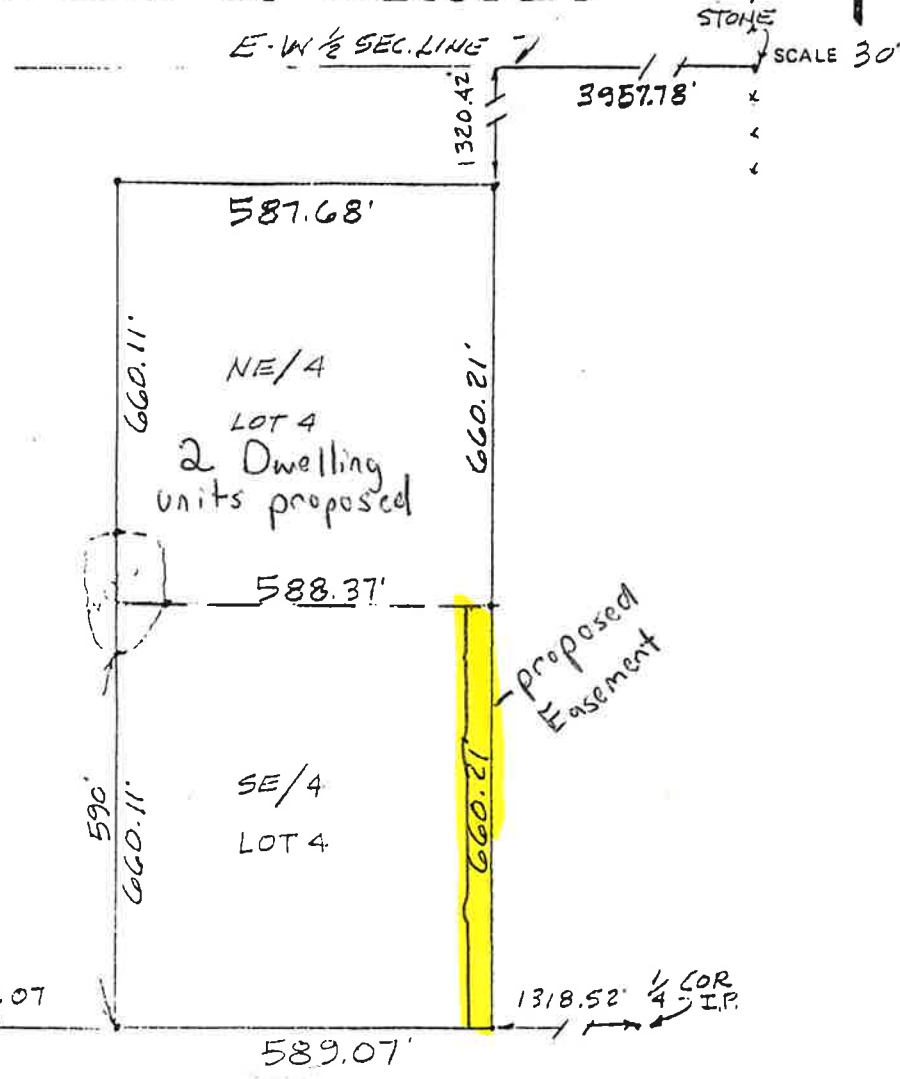 STONE
E-W 1/2 SEC. LINE
SCALE 30'
1320.42'
3957.78'
587.68'
660.11'
NE/4
LOT 4
660.21'
2 Dwelling
units proposed
588.37'
proposed
Easement
SE/4
LOT 4
590'
660.11'
660.21'
.07
1318.52'
1/4 COR
I.P.
589.07'